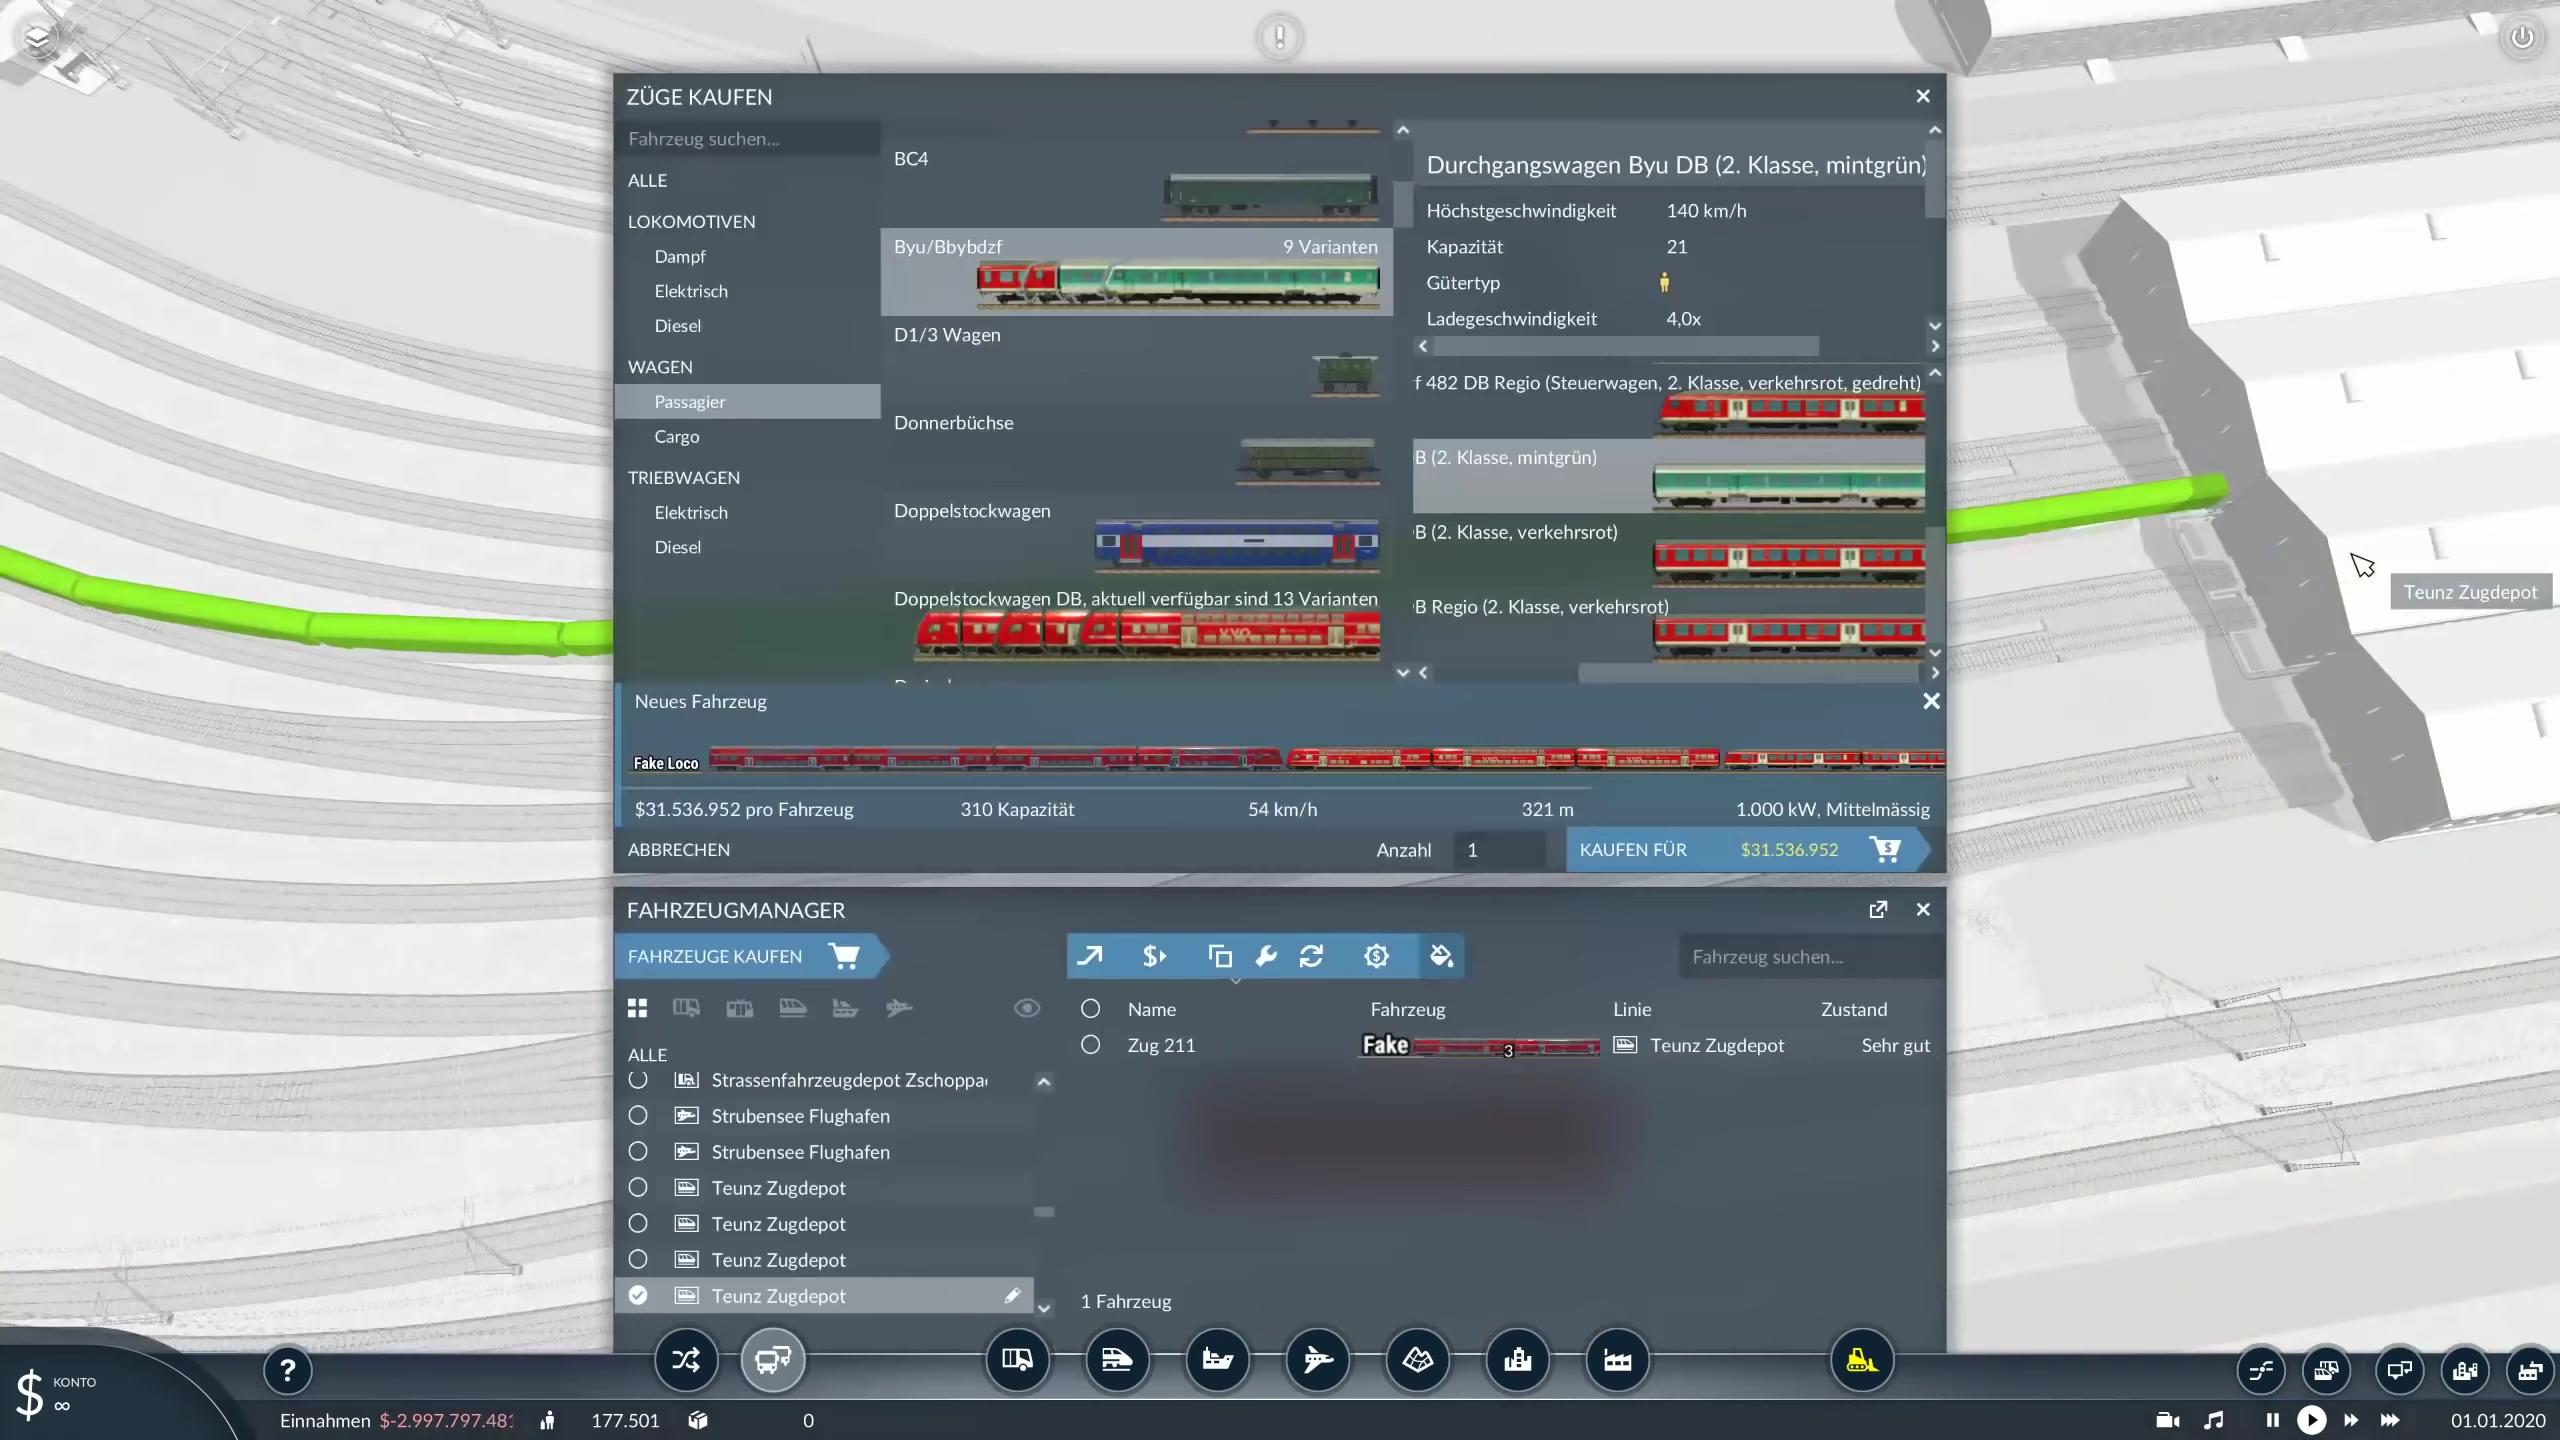 ZÜGE KAUFEN
Fahrzeug suchen...
ALLE
LOKOMOTIVEN
Dampf
Elektrisch
Diesel
WAGEN
Passagier
Cargo
TRIEBWAGEN
Elektrisch
Diesel
BC4
Byu/Bbybdzf 9 Varianten
D1/3 Wagen
Donnerbüchse
Doppelstockwagen
Doppelstockwagen DB, aktuell verfügbar sind 13 Varianten
Durchgangswagen Byu DB (2. Klasse, mintgrün)
Höchstgeschwindigkeit 140 km/h
Kapazität 21
Gütertyp
Ladegeschwindigkeit 4,0x
f 482 DB Regio (Steuerwagen, 2. Klasse, verkehrsrot, gedreht)
B (2. Klasse, mintgrün)
B (2. Klasse, verkehrsrot)
B Regio (2. Klasse, verkehrsrot)
Teunz Zugdepot
Neues Fahrzeug
Fake Loco
$31.536.952 pro Fahrzeug 310 Kapazität 54 km/h 321 m 1.000 kW, Mittelmässig
ABBRECHEN Anzahl 1 KAUFEN FÜR $31.536.952
FAHRZEUGMANAGER
FAHRZEUGE KAUFEN
Fahrzeug suchen...
Name Fahrzeug Linie Zustand
Zug 211 Fake 3 Teunz Zugdepot Sehr gut
ALLE
Strassenfahrzeugdepot Zschoppa
Strubensee Flughafen
Strubensee Flughafen
Teunz Zugdepot
Teunz Zugdepot
Teunz Zugdepot
Teunz Zugdepot
1 Fahrzeug
KONTO
∞
Einnahmen $-2.997.797.481 177.501 0 01.01.2020